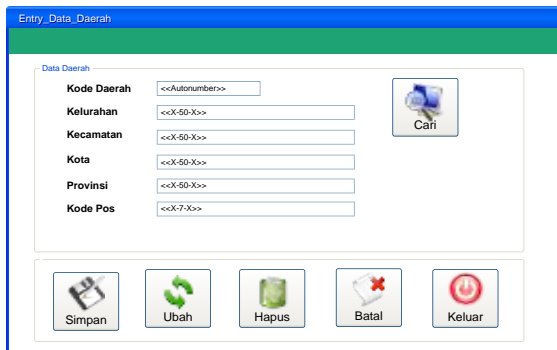 Entry_Data_Daerah
Data Daerah
Kode Daerah <<Autonumber>>
Kelurahan <<X-50-X>>
Kecamatan <<X-50-X>>
Kota <<X-50-X>>
Provinsi <<X-50-X>>
Kode Pos <<X-7-X>>
Cari
Simpan Ubah Hapus Batal Keluar